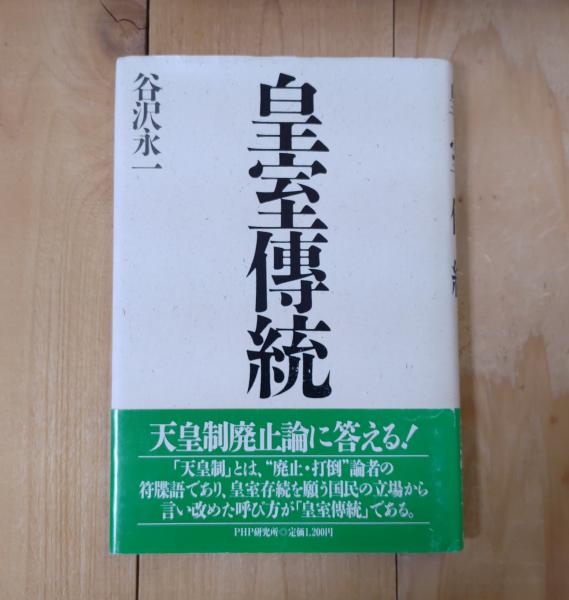 皇室傳統
谷沢永一
天皇制廃止論に答える!
「天皇制」とは、“廃止・打倒”論者の
符牒語であり、皇室存続を願う国民の立場から
言い改めた呼び方が「皇室傳統」である。
PHP研究所◎定価1,200円
皇室傳統